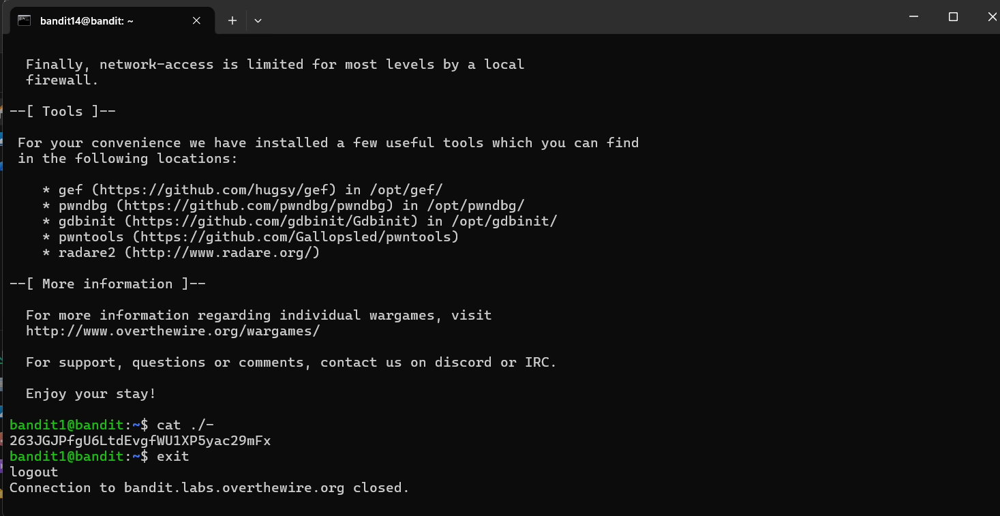 bandit14@bandit: ~
Finally, network-access is limited for most levels by a local
firewall.
--[ Tools ]--
For your convenience we have installed a few useful tools which you can find
in the following locations:
* gef (https://github.com/hugsy/gef) in /opt/gef/
* pwndbg (https://github.com/pwndbg/pwndbg) in /opt/pwndbg/
* gdbinit (https://github.com/gdbinit/Gdbinit) in /opt/gdbinit/
* pwntools (https://github.com/Gallopsled/pwntools)
* radare2 (http://www.radare.org/)
--[ More information ]--
For more information regarding individual wargames, visit
http://www.overthewire.org/wargames/
For support, questions or comments, contact us on discord or IRC.
Enjoy your stay!
bandit1@bandit:~$ cat ./-
263JGJPfgU6LtdEvgfWU1XP5yac29mFx
bandit1@bandit:~$ exit
logout
Connection to bandit.labs.overthewire.org closed.